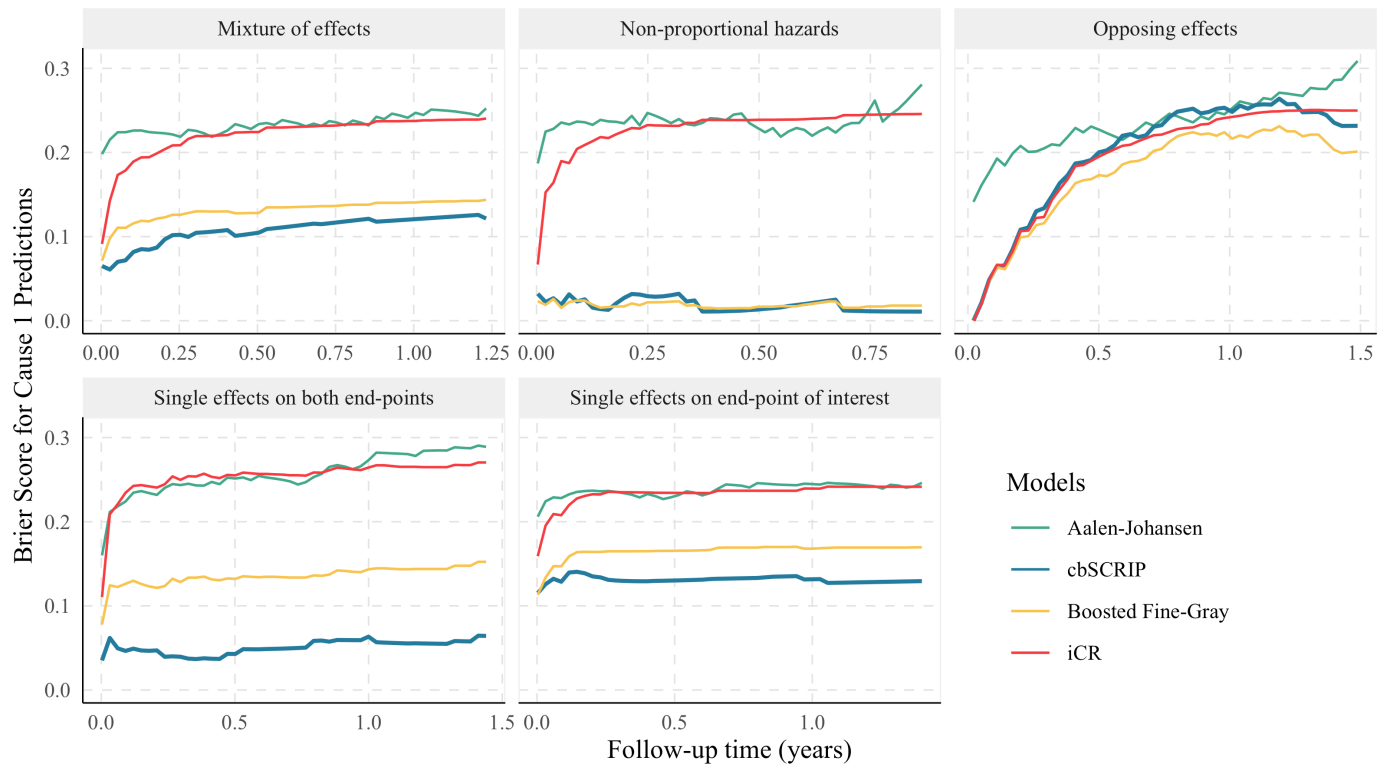 Mixture of effects
Non-proportional hazards
Opposing effects
0.3
0.2
0.1
0.0
0.00 0.25 0.50 0.75 1.00 1.25
0.00 0.25 0.50 0.75
0.0 0.5 1.0 1.5
Brier Score for Cause 1 Predictions
Single effects on both end-points
Single effects on end-point of interest
0.3
0.2
0.1
0.0
0.0 0.5 1.0 1.5
0.0 0.5 1.0
Follow-up time (years)
Models
Aalen-Johansen
cbSCRIP
Boosted Fine-Gray
iCR